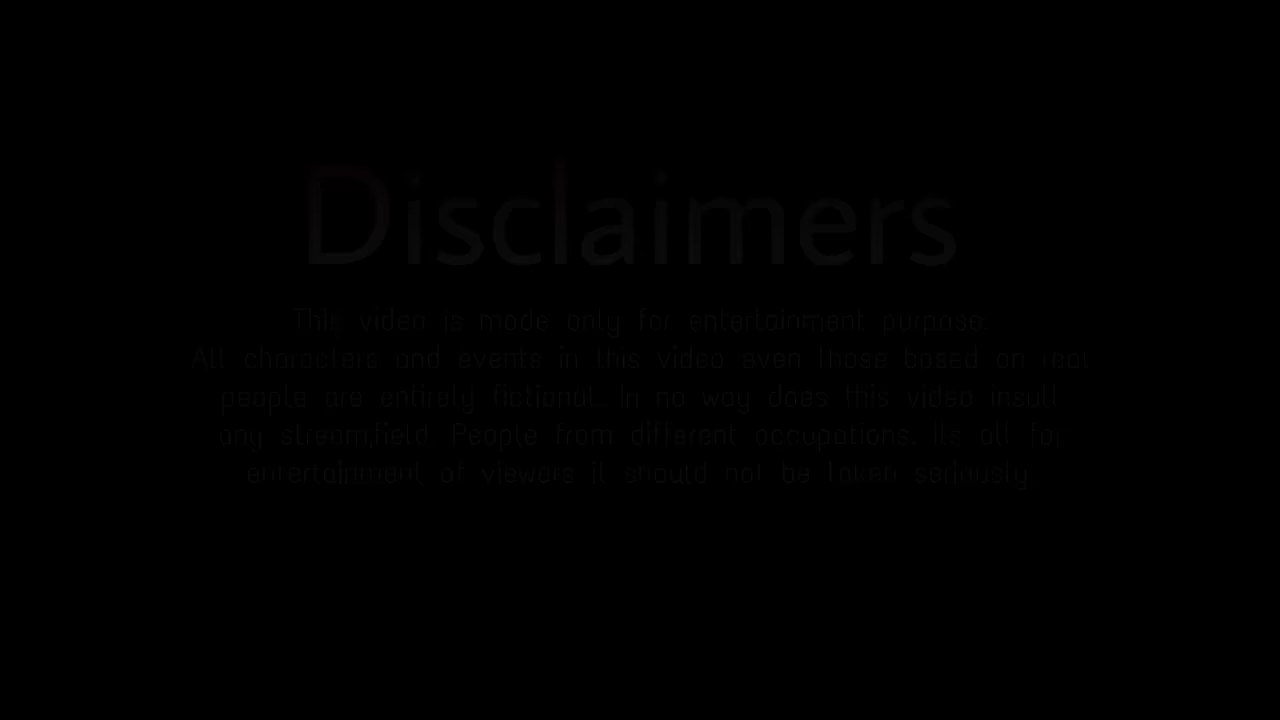 Disclaimers
This video is made only for entertainment purpose.
All characters and events in this video even those based on real
people are entirely fictional. In no way does this video insult
any stream,field. People from different occupations. Its all for
entertainment of viewers it should not be taken seriously.